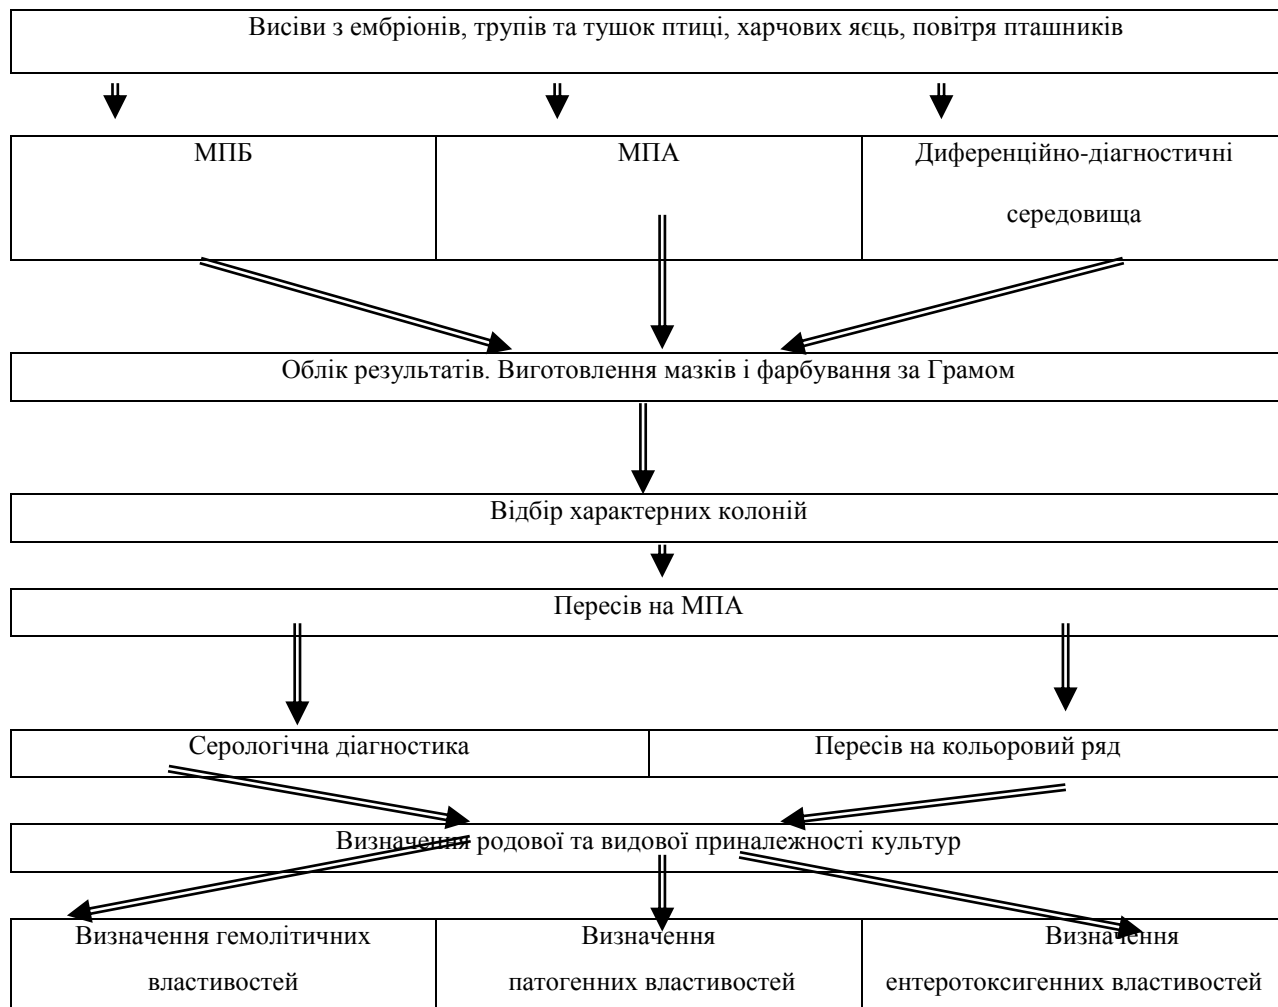 Висіви з ембріонів, трупів та тушок птиці, харчових яєць, повітря пташників
МПБ
МПА
Диференційно-діагностичні
середовища
Облік результатів. Виготовлення мазків і фарбування за Грамом
Відбір характерних колоній
Пересів на МПА
Серологічна діагностика
Пересів на кольоровий ряд
Визначення родової та видової приналежності культур
Визначення гемолітичних
властивостей
Визначення
патогенних властивостей
Визначення
ентеротоксигенних властивостей